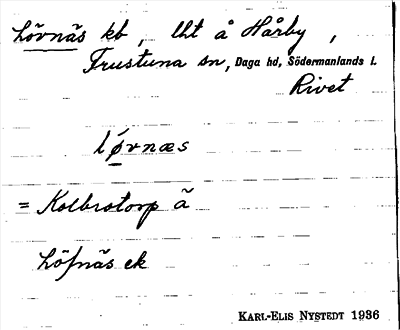 Lövnäs kb, lht å Hårby,
Frustuna sn, Daga hd, Södermanlands l.
Rivet
løvnæs
= Kolbrotorp ä
Löfnäs ek
KARL-ELIS NYSTEDT 1936